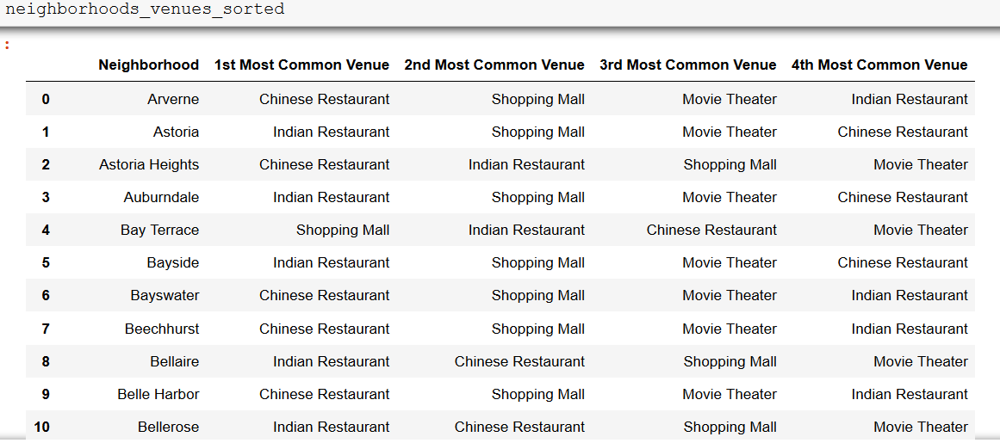 neighborhoods_venues_sorted
:
Neighborhood 1st Most Common Venue 2nd Most Common Venue 3rd Most Common Venue 4th Most Common Venue
0 Arverne Chinese Restaurant Shopping Mall Movie Theater Indian Restaurant
1 Astoria Indian Restaurant Shopping Mall Movie Theater Chinese Restaurant
2 Astoria Heights Chinese Restaurant Indian Restaurant Shopping Mall Movie Theater
3 Auburndale Indian Restaurant Shopping Mall Movie Theater Chinese Restaurant
4 Bay Terrace Shopping Mall Indian Restaurant Chinese Restaurant Movie Theater
5 Bayside Indian Restaurant Shopping Mall Movie Theater Chinese Restaurant
6 Bayswater Chinese Restaurant Shopping Mall Movie Theater Indian Restaurant
7 Beechhurst Chinese Restaurant Shopping Mall Movie Theater Indian Restaurant
8 Bellaire Indian Restaurant Chinese Restaurant Shopping Mall Movie Theater
9 Belle Harbor Chinese Restaurant Shopping Mall Movie Theater Indian Restaurant
10 Bellerose Indian Restaurant Chinese Restaurant Shopping Mall Movie Theater